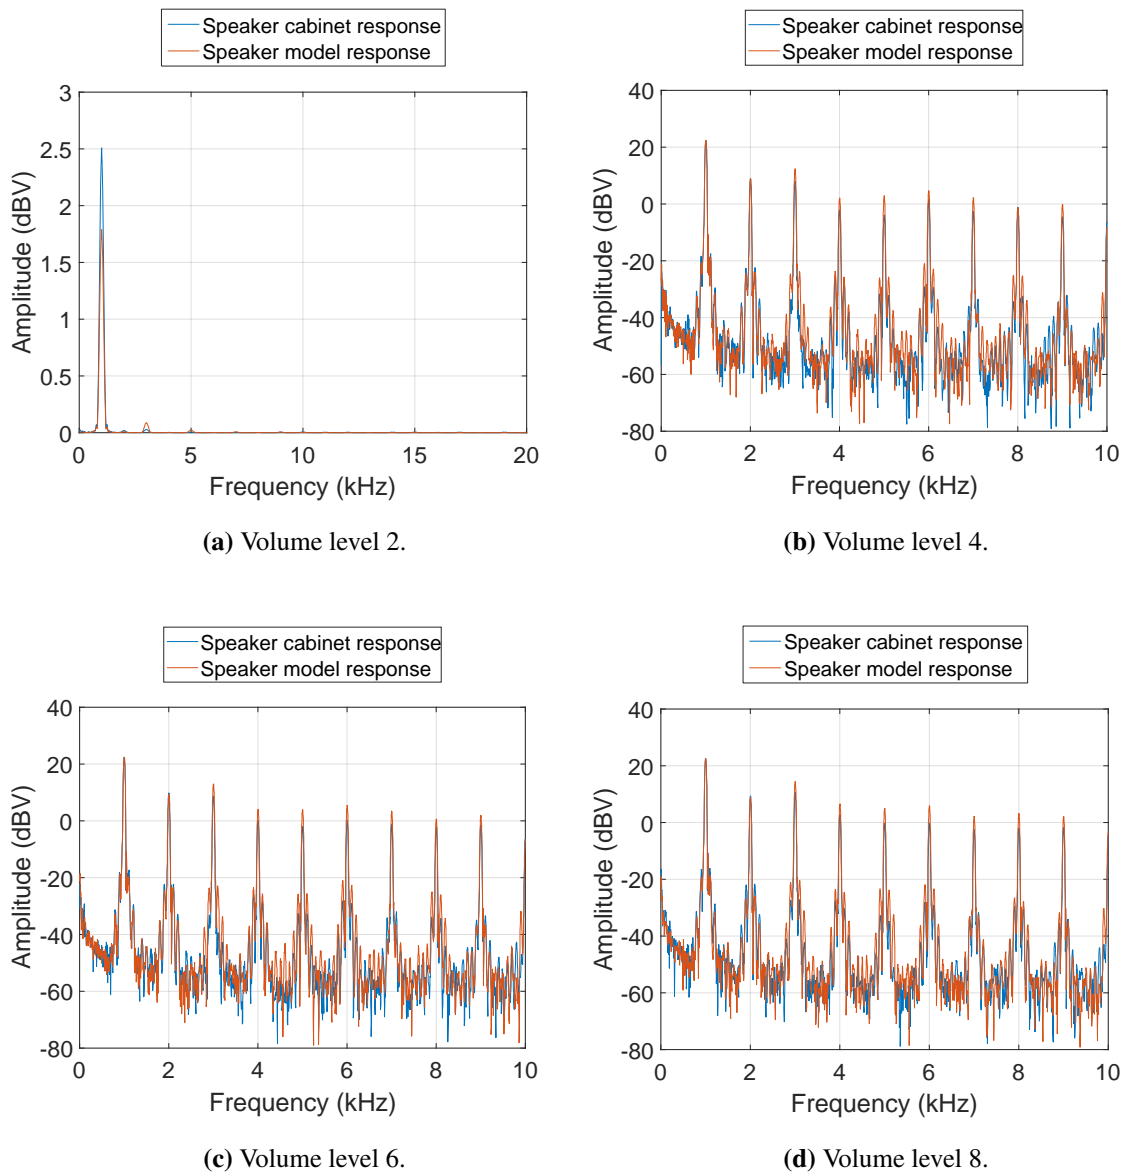 Speaker cabinet response
Speaker model response
3
2.5
2
1.5
1
0.5
0
Amplitude (dBV)
0 5 10 15 20
Frequency (kHz)
(a) Volume level 2.
Speaker cabinet response
Speaker model response
40
20
0
-20
-40
-60
-80
Amplitude (dBV)
0 2 4 6 8 10
Frequency (kHz)
(b) Volume level 4.
Speaker cabinet response
Speaker model response
40
20
0
-20
-40
-60
-80
Amplitude (dBV)
0 2 4 6 8 10
Frequency (kHz)
(c) Volume level 6.
Speaker cabinet response
Speaker model response
40
20
0
-20
-40
-60
-80
Amplitude (dBV)
0 2 4 6 8 10
Frequency (kHz)
(d) Volume level 8.